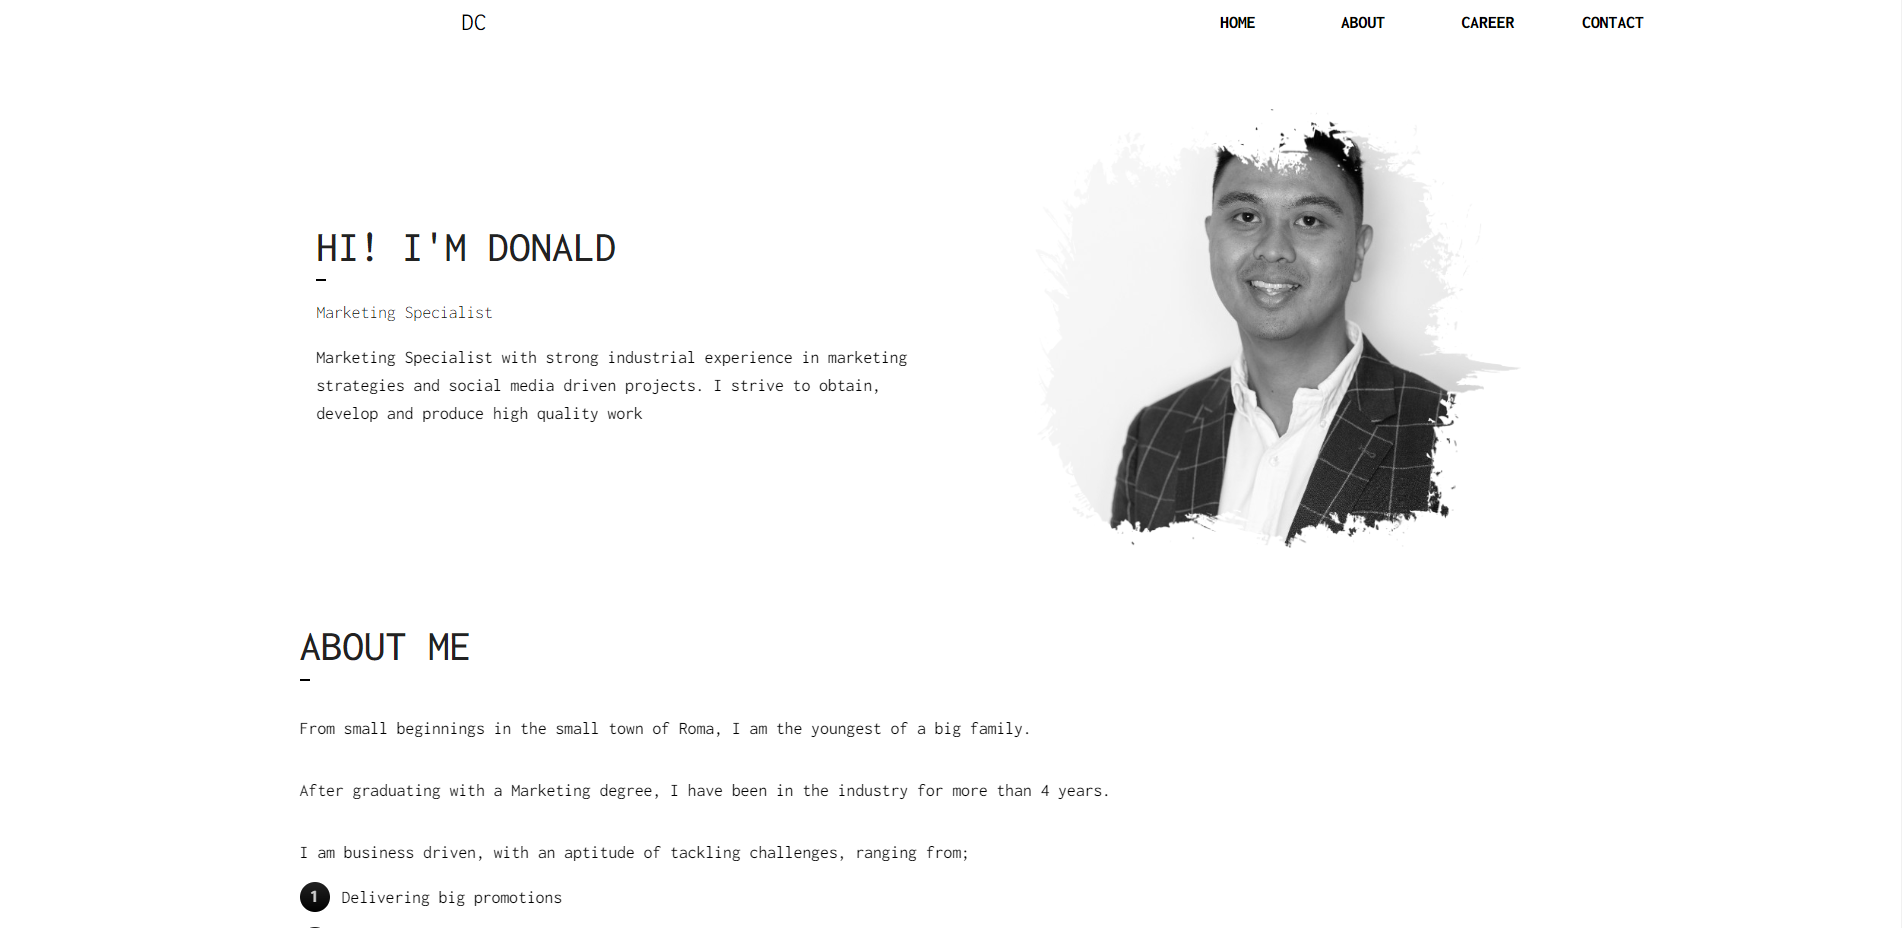 DC
HOME ABOUT CAREER CONTACT
HI! I'M DONALD
Marketing Specialist
Marketing Specialist with strong industrial experience in marketing
strategies and social media driven projects. I strive to obtain,
develop and produce high quality work
ABOUT ME
From small beginnings in the small town of Roma, I am the youngest of a big family.
After graduating with a Marketing degree, I have been in the industry for more than 4 years.
I am business driven, with an aptitude of tackling challenges, ranging from;
1 Delivering big promotions